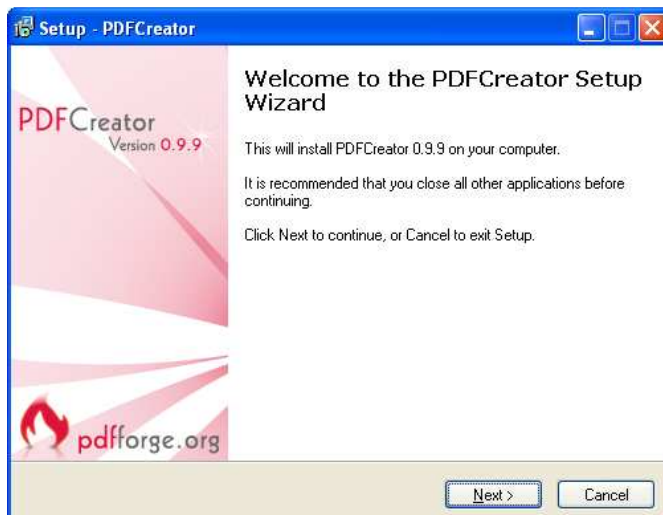 Setup - PDFCreator
PDFCreator
Version 0.9.9
Welcome to the PDFCreator Setup
Wizard
This will install PDFCreator 0.9.9 on your computer.
It is recommended that you close all other applications before
continuing.
Click Next to continue, or Cancel to exit Setup.
pdfforge.org
Next >
Cancel